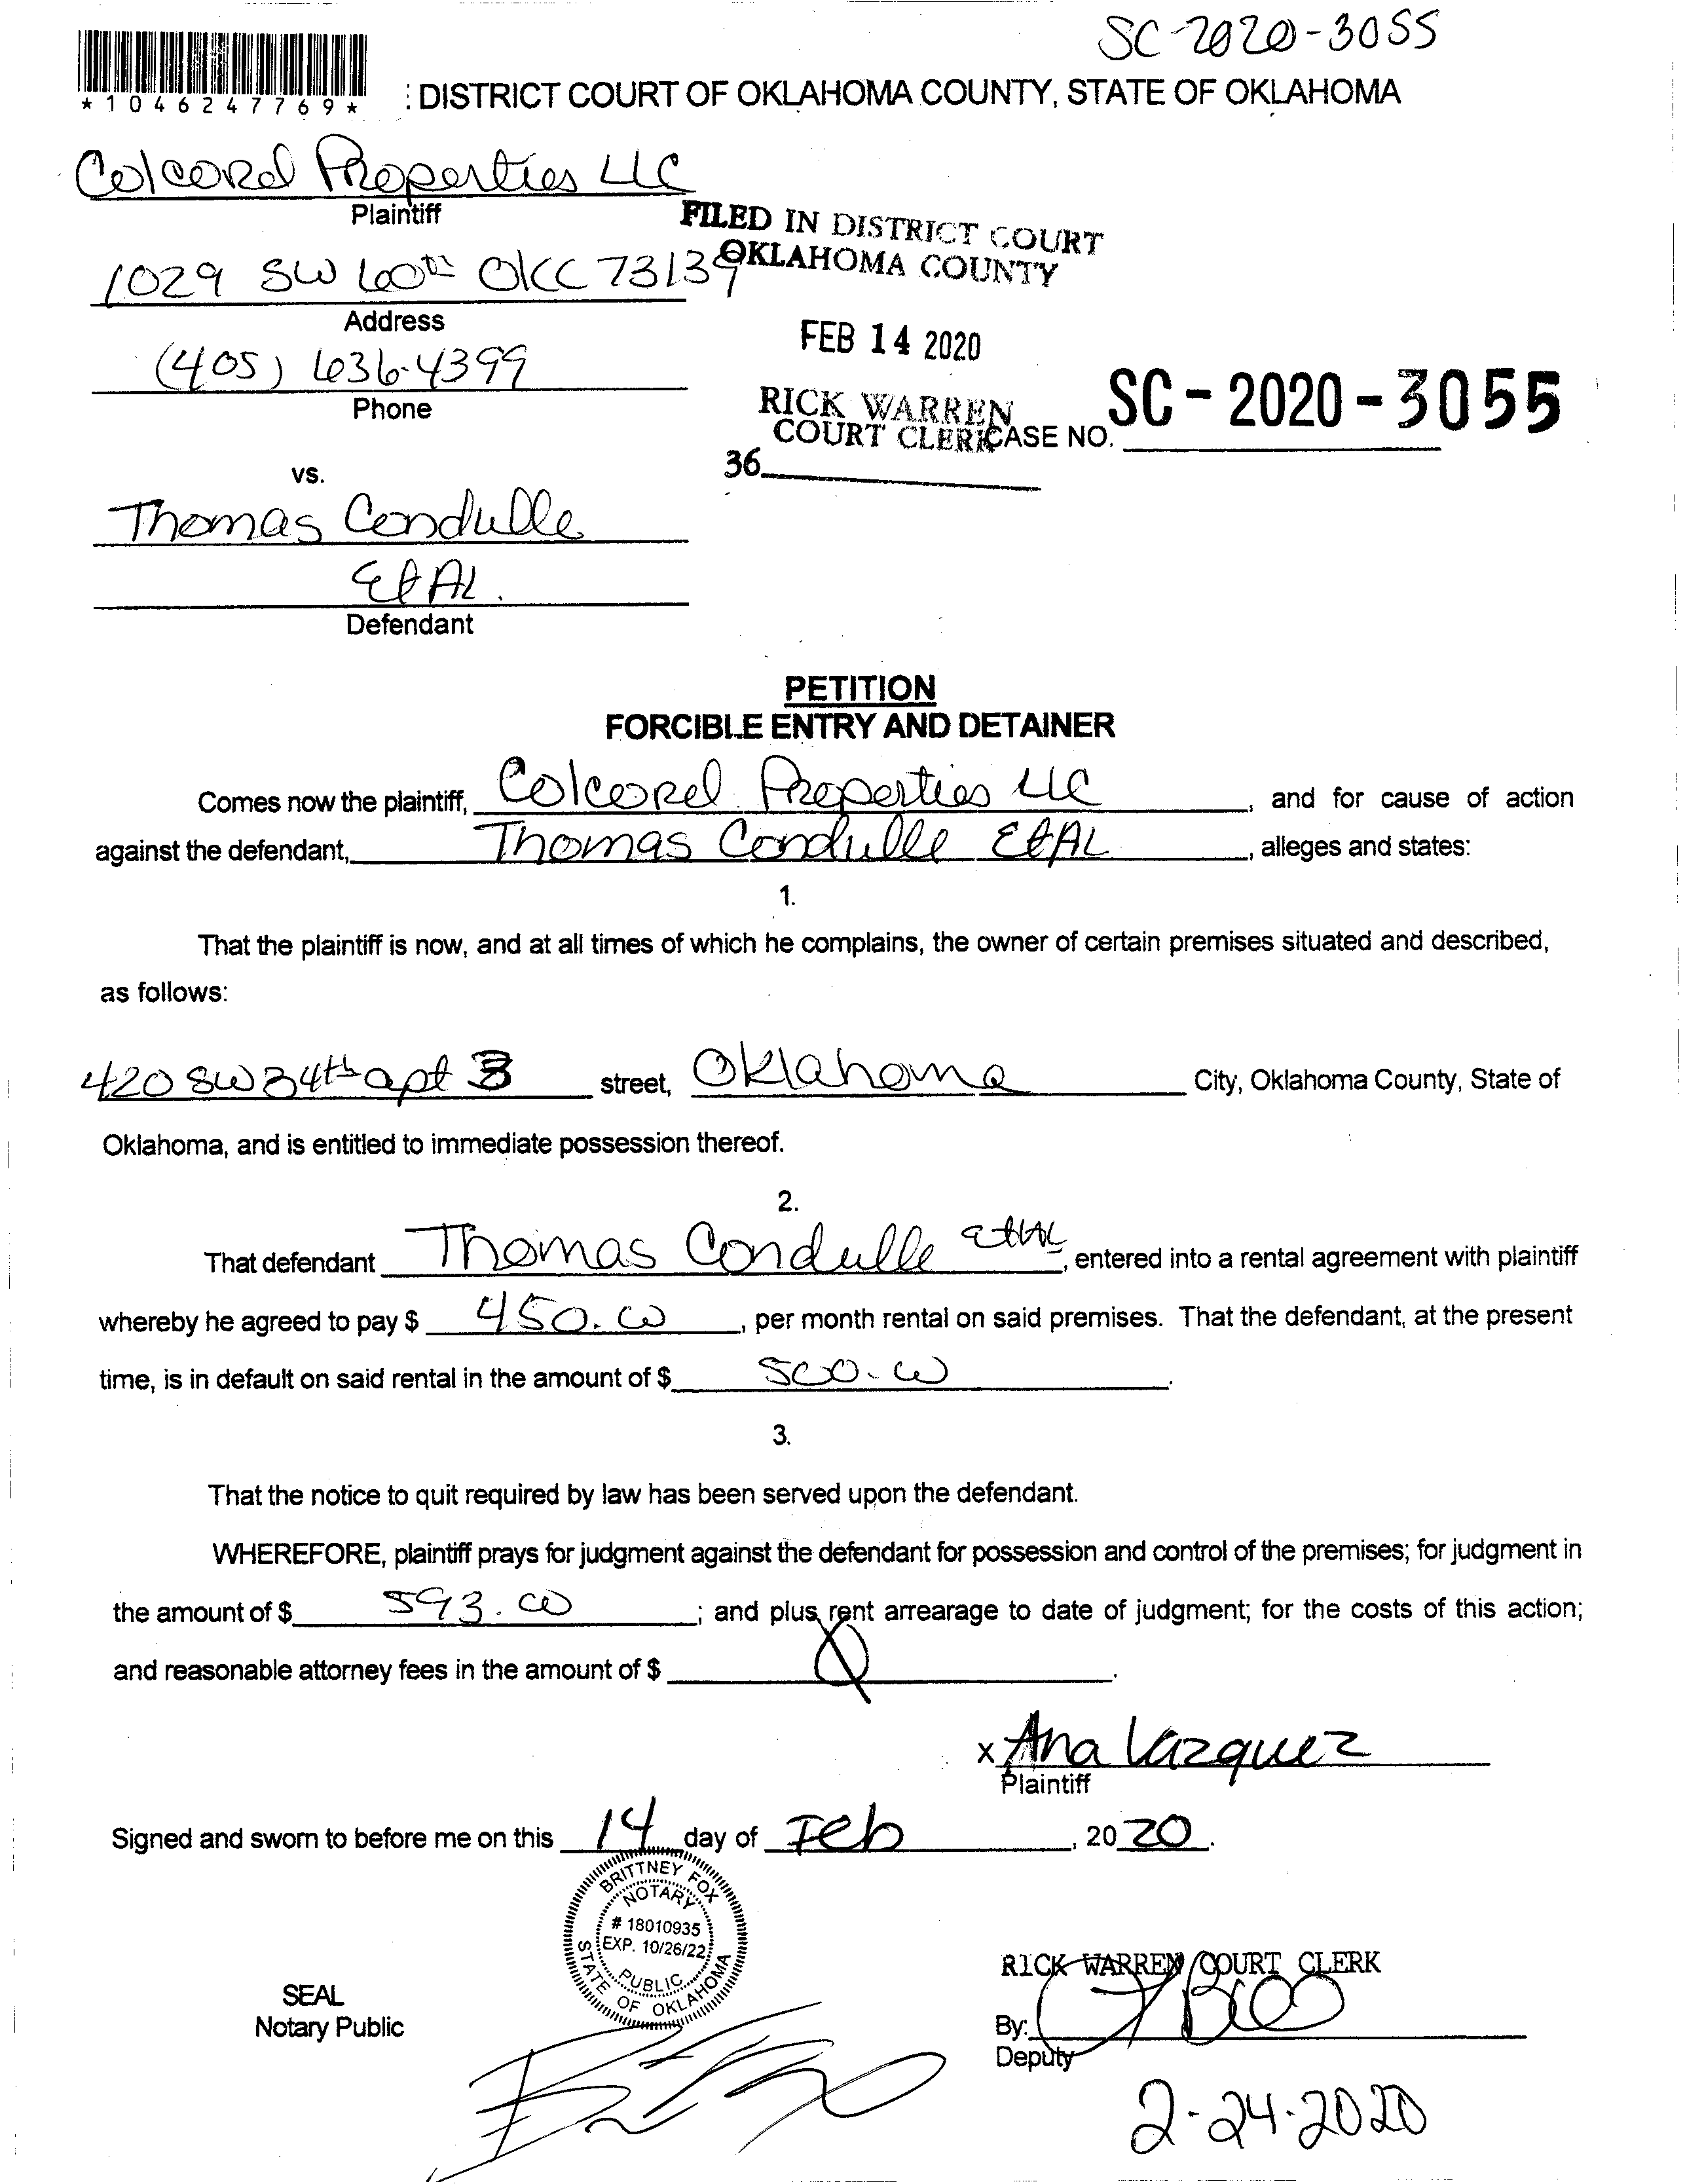 SC-2020-3055
*1046247769*
: DISTRICT COURT OF OKLAHOMA COUNTY, STATE OF OKLAHOMA
Colcord Properties LLC
Plaintiff
FILED IN DISTRICT COURT
OKLAHOMA COUNTY
1029 SW 60th OKC 73139
Address
FEB 14 2020
(405) 636-4399
Phone
RICK WARREN
COURT CLERK
CASE NO. SC-2020-3055
36
vs.
Thomas Condulle
Et AL.
Defendant
PETITION
FORCIBLE ENTRY AND DETAINER
Comes now the plaintiff, Colcord Properties LLC, and for cause of action
against the defendant, Thomas Condulle Et AL, alleges and states:
1.
That the plaintiff is now, and at all times of which he complains, the owner of certain premises situated and described,
as follows:
420 SW 34th apt 3 street, Oklahoma City, Oklahoma County, State of
Oklahoma, and is entitled to immediate possession thereof.
2.
That defendant Thomas Condulle Et AL, entered into a rental agreement with plaintiff
whereby he agreed to pay $ 450.00, per month rental on said premises. That the defendant, at the present
time, is in default on said rental in the amount of $ 500.00.
3.
That the notice to quit required by law has been served upon the defendant.
WHEREFORE, plaintiff prays for judgment against the defendant for possession and control of the premises; for judgment in
the amount of $ 593.00; and plus rent arrearage to date of judgment; for the costs of this action;
and reasonable attorney fees in the amount of $ 0.
x Ana Vazquez
Plaintiff
Signed and sworn to before me on this 14 day of Feb, 2020.
BRITTNEY FOX
NOTARY
# 18010935
EXP. 10/26/22
PUBLIC
STATE OF OKLAHOMA
SEAL
Notary Public
RICK WARREN COURT CLERK
By:
Deputy
2-24-2020